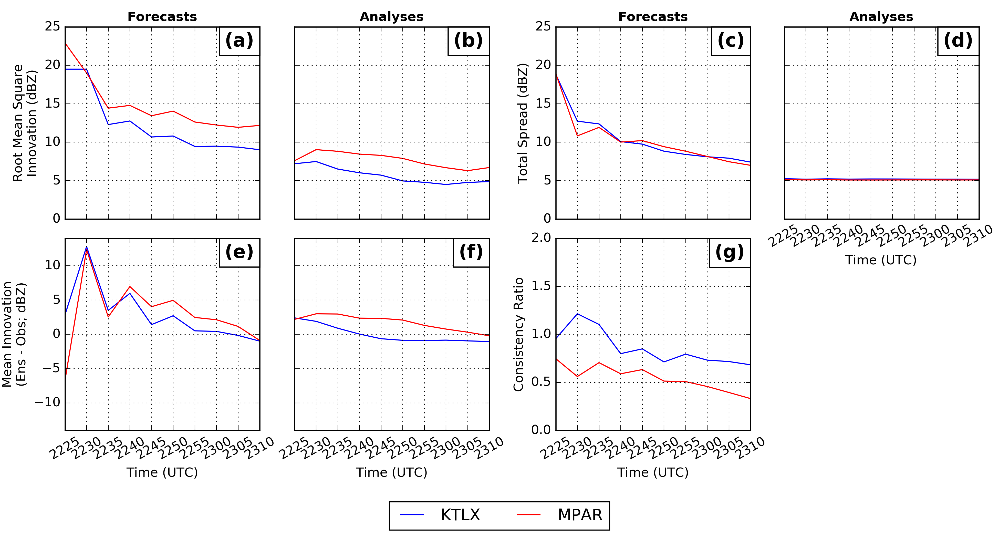 Forecasts
Analyses
Forecasts
Analyses
Root Mean Square
Innovation (dBZ)
25
20
15
10
5
0
(a)
(b)
Total Spread (dBZ)
25
20
15
10
5
0
(c)
(d)
2225
2230
2235
2240
2245
2250
2255
2300
2305
2310
Time (UTC)
Mean Innovation
(Ens - Obs; dBZ)
10
5
0
−5
−10
(e)
2225
2230
2235
2240
2245
2250
2255
2300
2305
2310
Time (UTC)
(f)
2225
2230
2235
2240
2245
2250
2255
2300
2305
2310
Time (UTC)
Consistency Ratio
2.0
1.5
1.0
0.5
0.0
(g)
2225
2230
2235
2240
2245
2250
2255
2300
2305
2310
Time (UTC)
KTLX
MPAR